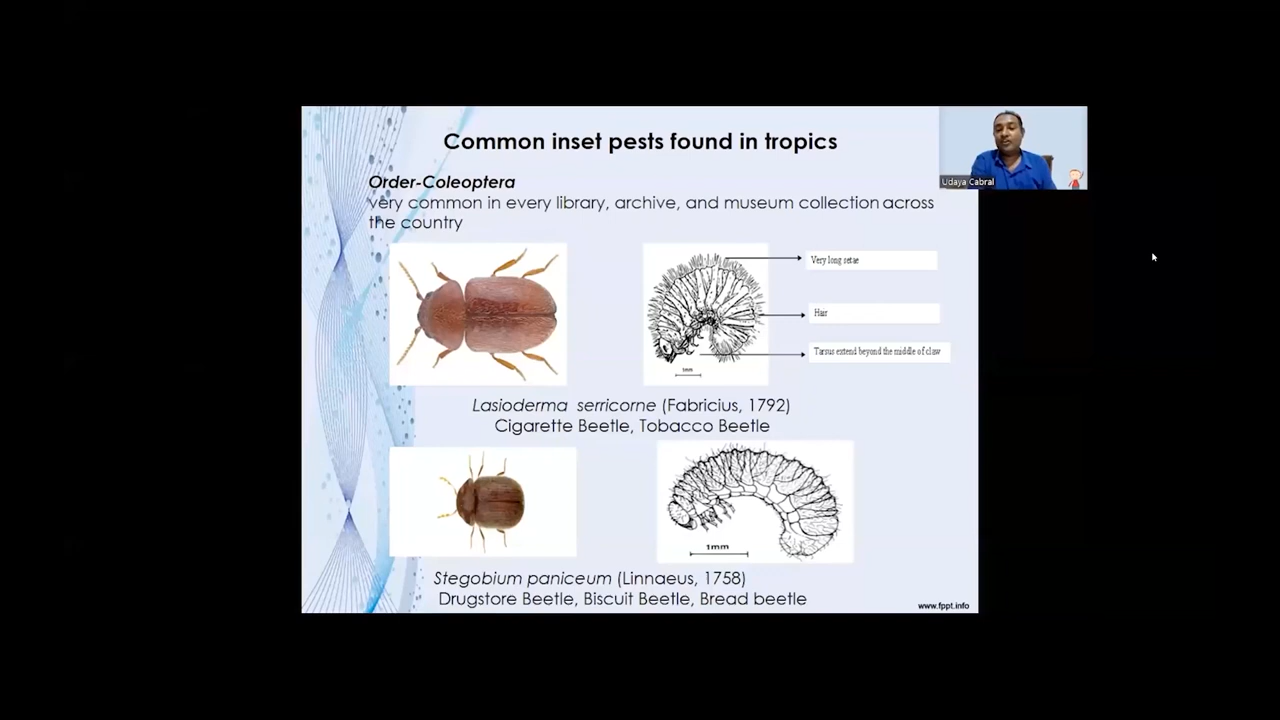 Common inset pests found in tropics
Udaya Cabral
Order-Coleoptera
very common in every library, archive, and museum collection across
the country
Very long setae
Hair
Tarsus extend beyond the middle of claw
1mm
Lasioderma serricorne (Fabricius, 1792)
Cigarette Beetle, Tobacco Beetle
1mm
Stegobium paniceum (Linnaeus, 1758)
Drugstore Beetle, Biscuit Beetle, Bread beetle
www.fppt.info